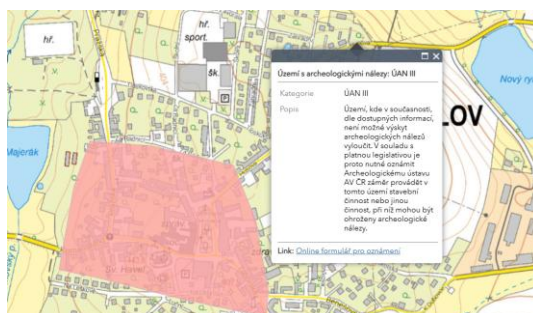 hř.
hř.
sport.
šk.
Majerák
Sv. Havel
Nový ry
LOV
Území s archeologickými nálezy: ÚAN III
Kategorie ÚAN III
Popis Území, kde v současnosti,
dle dostupných informací,
není možné výskyt
archeologických nálezů
vyloučit. V souladu s
platnou legislativou je
proto nutné oznámit
Archeologickému ústavu
AV ČR záměr provádět v
tomto území stavební
činnost nebo jinou
činnost, při níž mohou být
ohroženy archeologické
nálezy.
Link: Online formulář pro oznámení